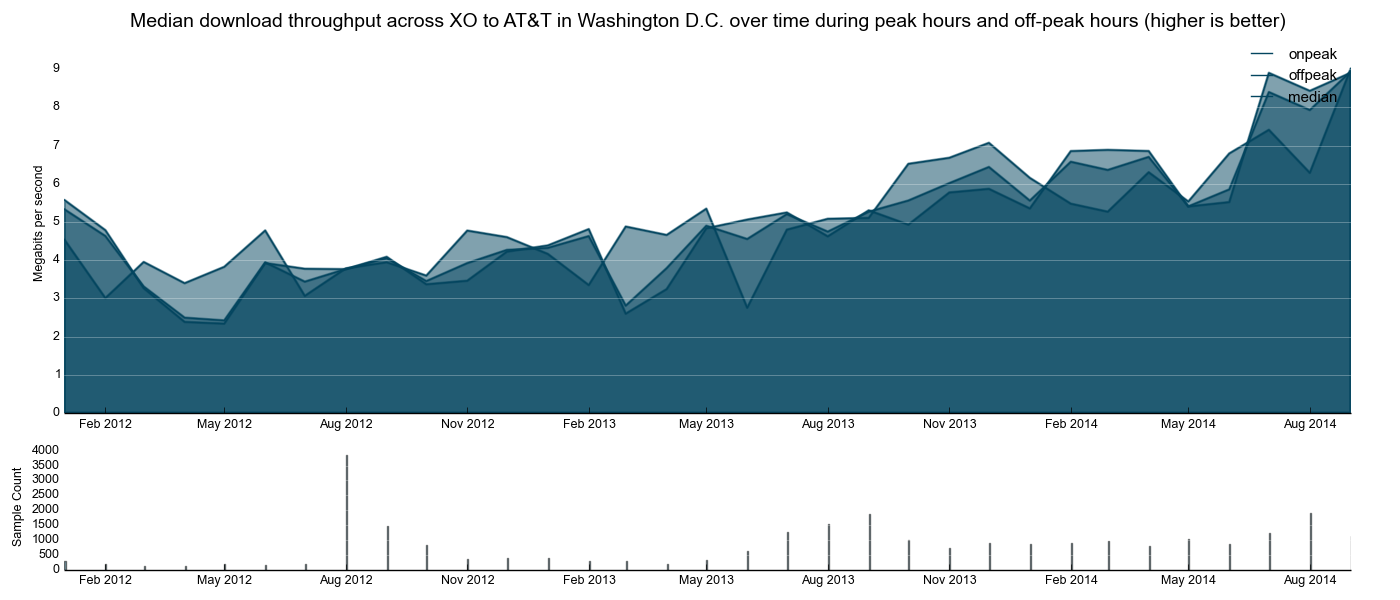 Median download throughput across XO to AT&T in Washington D.C. over time during peak hours and off-peak hours (higher is better)
onpeak
offpeak
median
Megabits per second
9
8
7
6
5
4
3
2
1
0
Feb 2012 May 2012 Aug 2012 Nov 2012 Feb 2013 May 2013 Aug 2013 Nov 2013 Feb 2014 May 2014 Aug 2014
Sample Count
4000
3500
3000
2500
2000
1500
1000
500
0
Feb 2012 May 2012 Aug 2012 Nov 2012 Feb 2013 May 2013 Aug 2013 Nov 2013 Feb 2014 May 2014 Aug 2014